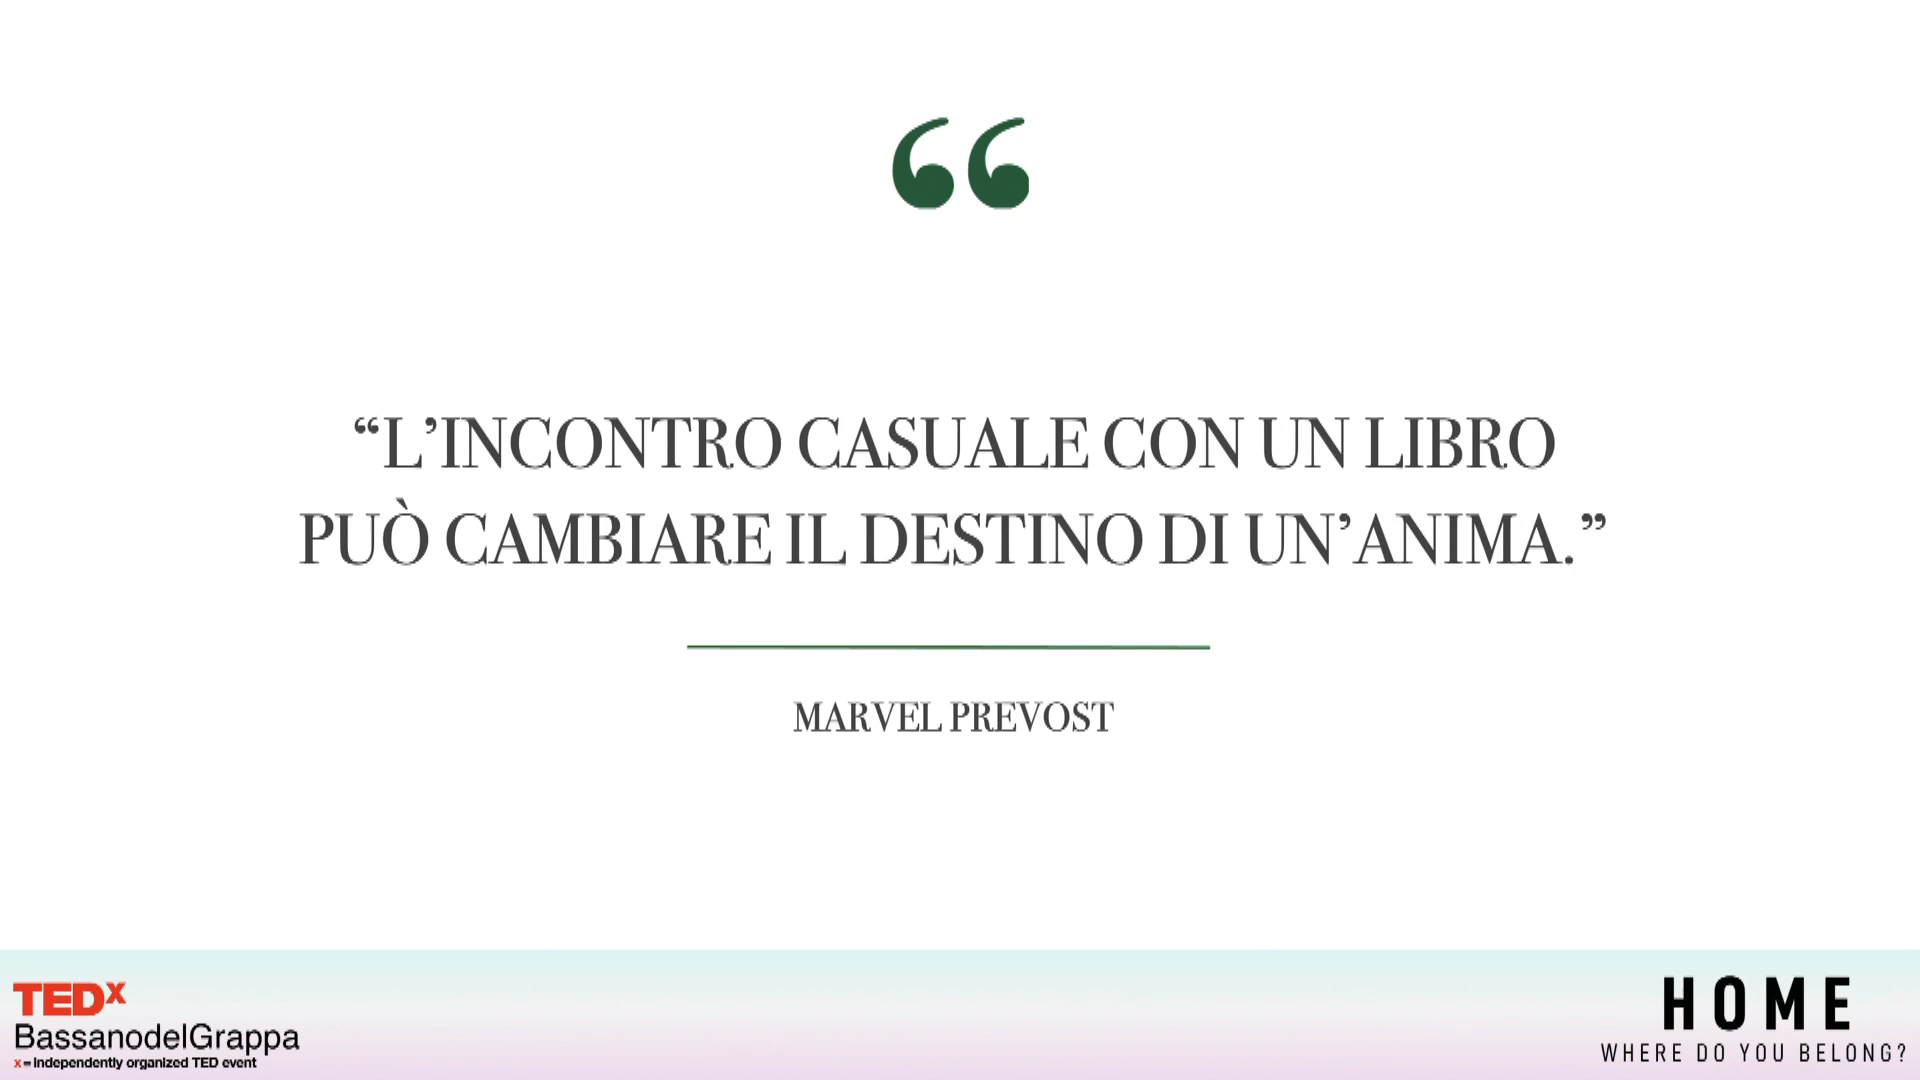 “
“L’INCONTRO CASUALE CON UN LIBRO
PUÒ CAMBIARE IL DESTINO DI UN’ANIMA.”
MARVEL PREVOST
TEDx
BassanodelGrappa
x = independently organized TED event
HOME
WHERE DO YOU BELONG?